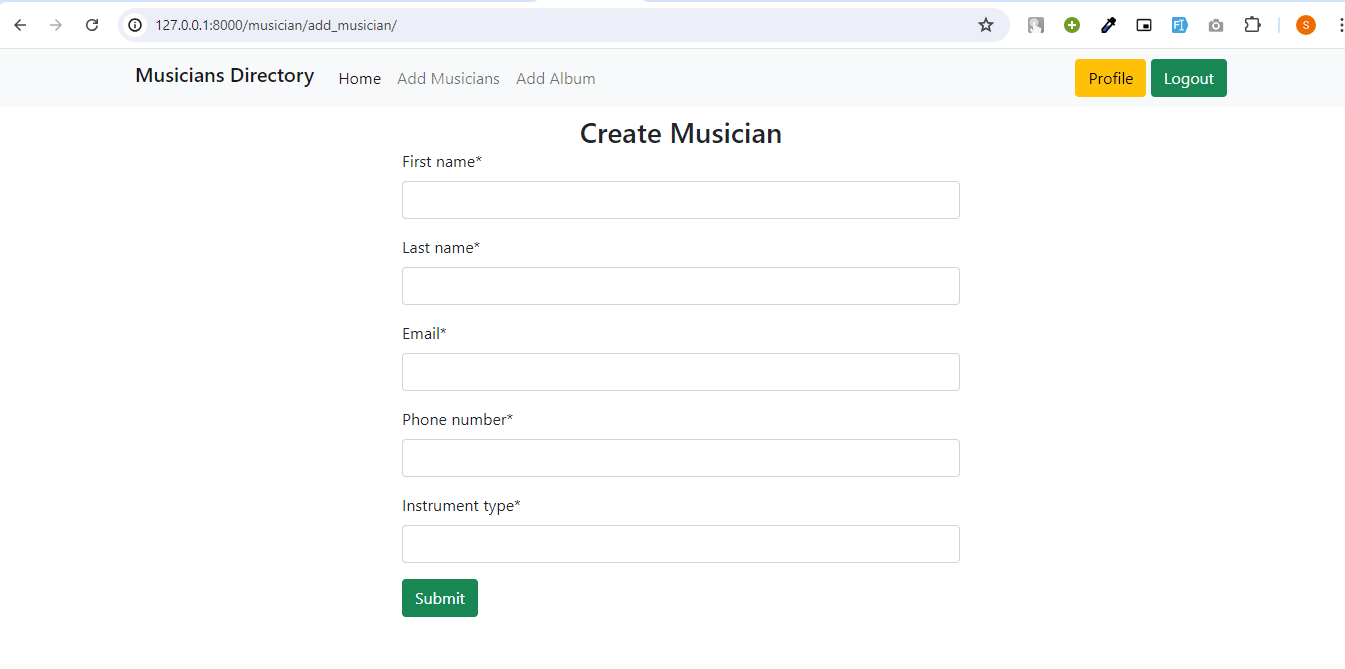 127.0.0.1:8000/musician/add_musician/
S
Musicians Directory Home Add Musicians Add Album Profile Logout
Create Musician
First name*
Last name*
Email*
Phone number*
Instrument type*
Submit